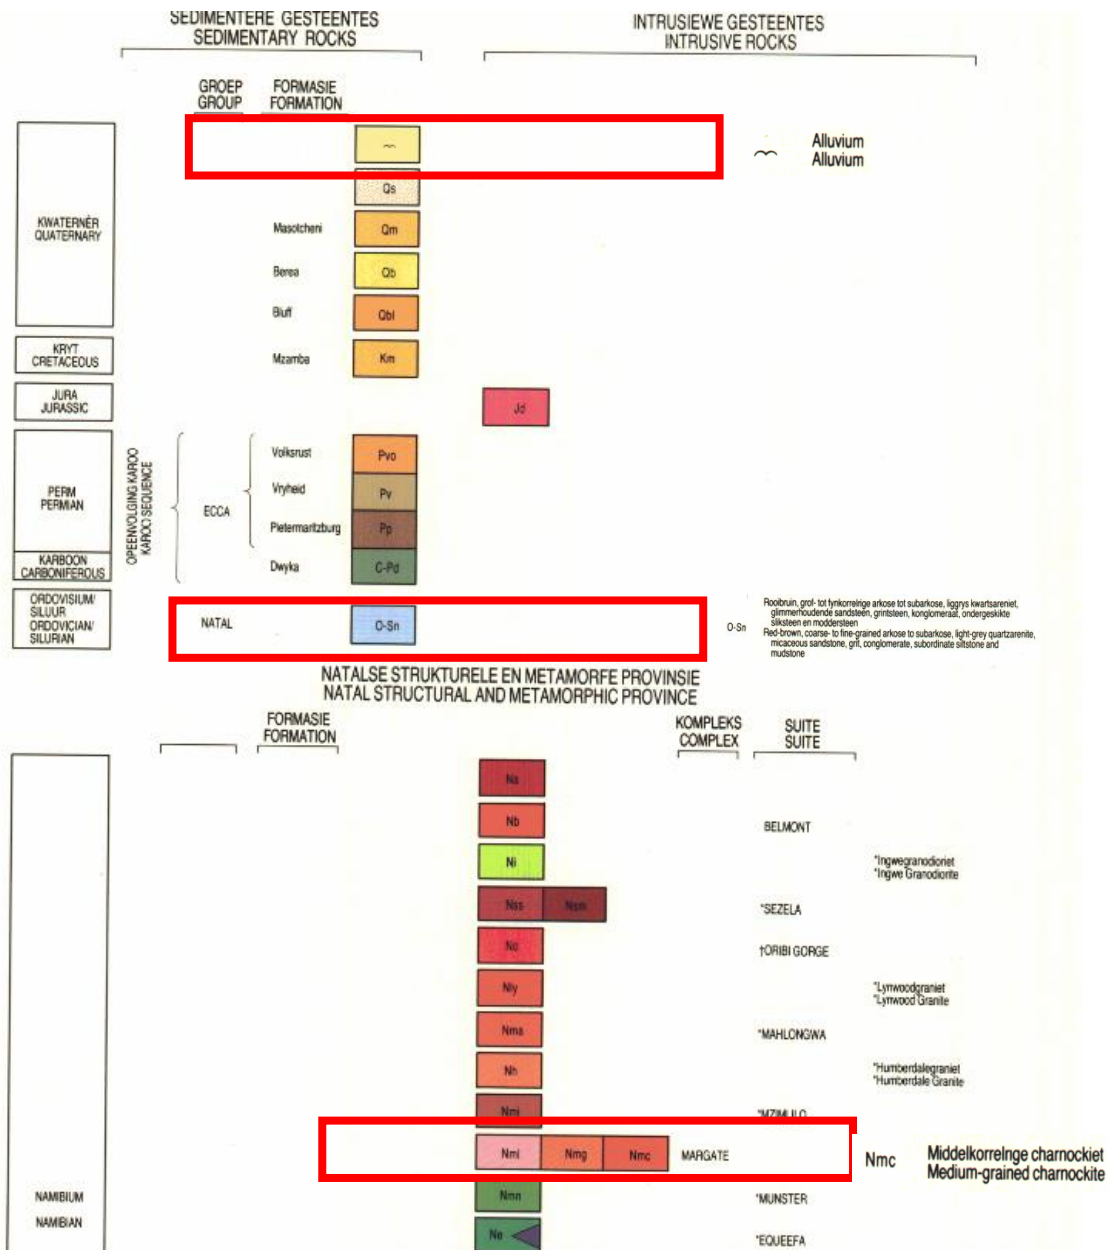 SEDIMENTÊRE GESTEENTES
SEDIMENTARY ROCKS
INTRUSIEWE GESTEENTES
INTRUSIVE ROCKS
GROEP
GROUP
FORMASIE
FORMATION
Alluvium
Alluvium
Qs
KWATERNÊR
QUATERNARY
Masotcheni
Qm
Berea
Qb
Bluff
Qbl
KRYT
CRETACEOUS
Mzamba
Km
JURA
JURASSIC
Jd
PERM
PERMIAN
OPEENVOLGING KAROO
KAROO SEQUENCE
ECCA
Volksrust
Pvo
Vryheid
Pv
Pietermaritzburg
Pp
KARBOON
CARBONIFEROUS
Dwyka
C-Pd
ORDOVISIUM/
SILUUR
ORDOVICIAN/
SILURIAN
NATAL
O-Sn
O-Sn
Rooibruin, grof- tot fynkorrelrige arkose tot subarkose, liggrys kwartsareniet,
glimmerhoudende sandsteen, grintsteen, konglomeraat, ondergeskikte
sliksteen en moddersteen
Red-brown, coarse- to fine-grained arkose to subarkose, light-grey quartzarenite,
micaceous sandstone, grit, conglomerate, subordinate siltstone and
mudstone
NATALSE STRUKTURELE EN METAMORFE PROVINSIE
NATAL STRUCTURAL AND METAMORPHIC PROVINCE
FORMASIE
FORMATION
KOMPLEKS
COMPLEX
SUITE
SUITE
Nb
BELMONT
Ni
*Ingwegranodioriet
*Ingwe Granodiorite
Nss
Nsm
*SEZELA
†ORIBI GORGE
Nly
*Lynwoodgraniet
*Lynwood Granite
Nma
*MAHLONGWA
Nh
*Humberdalegraniet
*Humberdale Granite
*MZIMLILO
Nml
Nmg
Nmc
MARGATE
Nmc
Middelkorrelnge charnockiet
Medium-grained charnockite
NAMIBIUM
NAMIBIAN
Nmn
*MUNSTER
Ne
*EQUEEFA